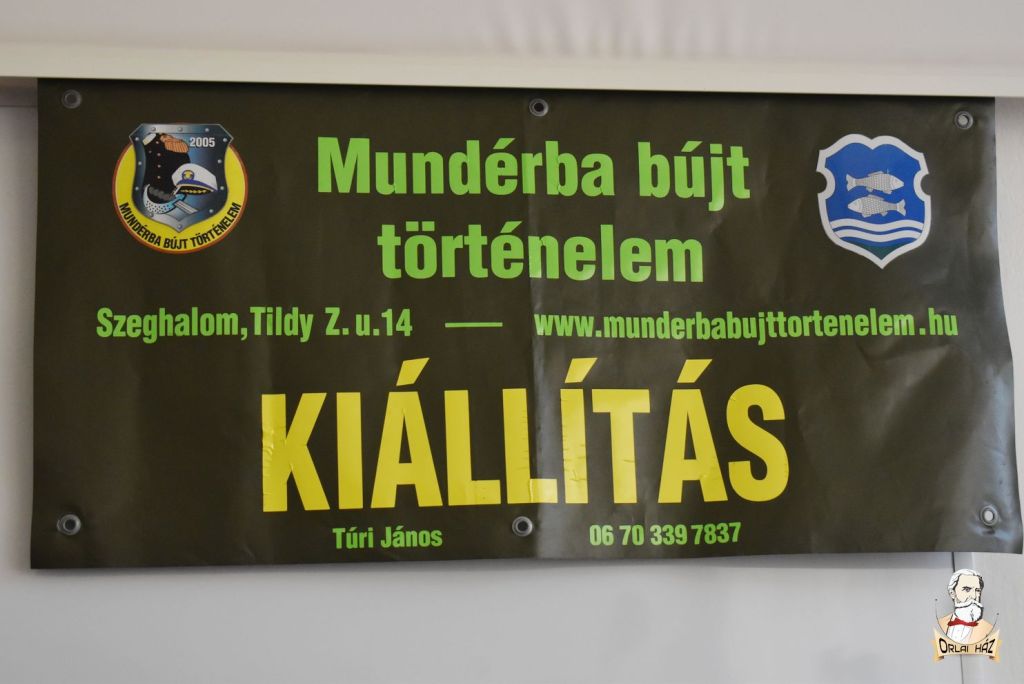 2005
MUNDÉRBA BÚJT TÖRTÉNELEM
Mundérba bújt
történelem
Szeghalom, Tildy Z. u. 14 — www.munderbabujttortenelem.hu
KIÁLLÍTÁS
Túri János 06 70 339 7837
ORLAI HÁZ